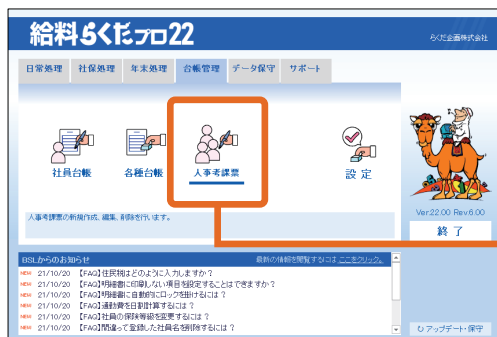 給料らくだプロ22
らくだ企画株式会社
日常処理 社保処理 年末処理 台帳管理 データ保守 サポート
社員台帳 各種台帳 人事考課票 設定
人事考課票の新規作成、編集、削除を行います。
Ver.22.00 Rev.6.00
終了
BSLからのお知らせ 最新の情報を閲覧するには ここをクリック。
NEW 21/10/20 【FAQ】住民税はどのように入力しますか?
NEW 21/10/20 【FAQ】明細書に印刷しない項目を設定することはできますか?
NEW 21/10/20 【FAQ】明細書に自動的にロックを掛けるには?
NEW 21/10/20 【FAQ】通勤費を日割計算するには?
NEW 21/10/20 【FAQ】社員の保険等級を変更するには?
NEW 21/10/20 【FAQ】間違って登録した社員名を削除するには?
アップデート・保守